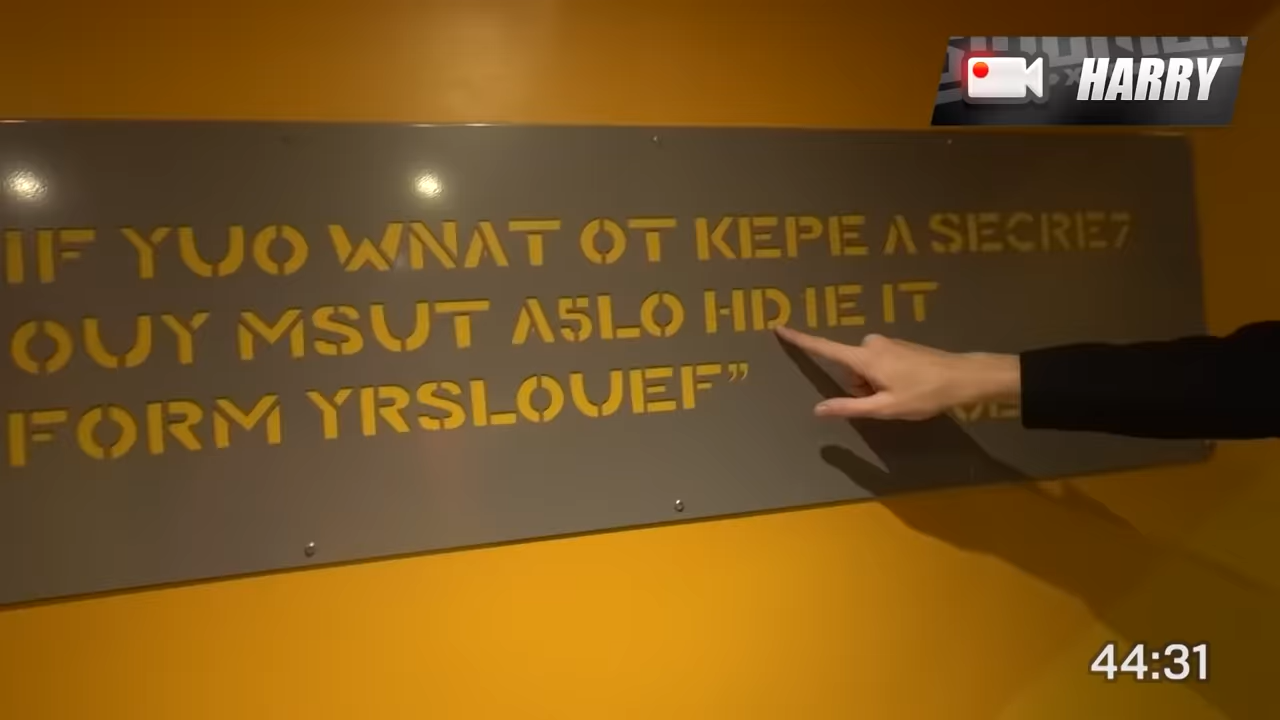 HARRY
IF YUO WNAT OT KEPE A SECRE7
OUY MSUT A5LO HDIE IT
FORM YRSLOUEF”
44:31